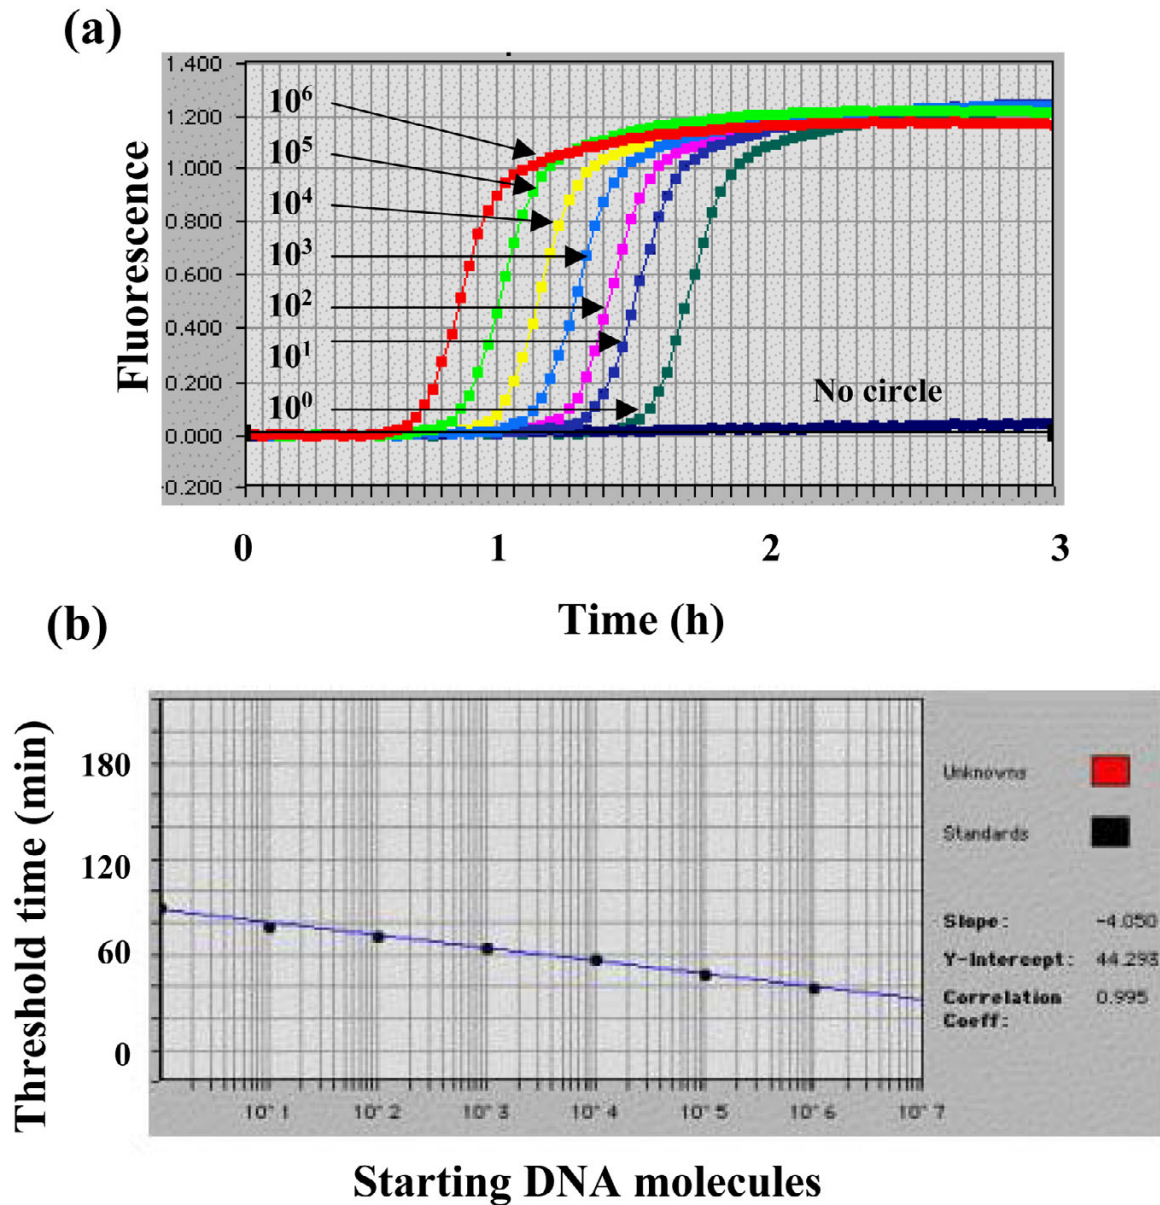 (a)
1.400
1.200
1.000
0.800
0.600
0.400
0.200
0.000
-0.200
Fluorescence
10⁶
10⁵
10⁴
10³
10²
10¹
10⁰
No circle
0 1 2 3
Time (h)
(b)
Threshold time (min)
180
120
60
0
10^1 10^2 10^3 10^4 10^5 10^6 10^7
Starting DNA molecules
Unknowns
Standards
Slope: -4.050
Y-Intercept: 44.293
Correlation 0.995
Coeff: